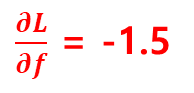 ∂L/∂f = -1.5